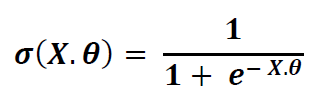 σ(X.θ) = 1 / (1 + e^(- X.θ))